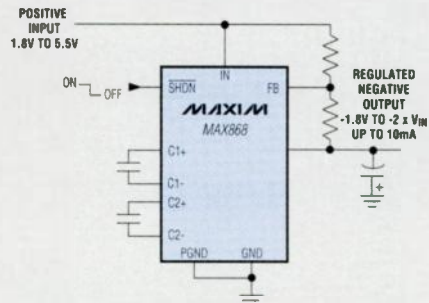 POSITIVE
INPUT
1.8V TO 5.5V
IN
ON
OFF
SHDN
FB
MAXIM
MAX868
REGULATED
NEGATIVE
OUTPUT
-1.8V TO -2 x VIN
UP TO 10mA
C1+
C1-
C2+
C2-
PGND
GND
+